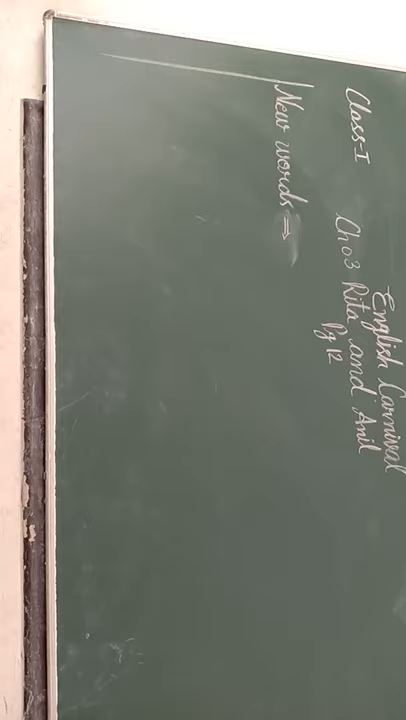 English Carnival
Class-I Ch 03 Rita and Anil
Pg 12
New words ⇒